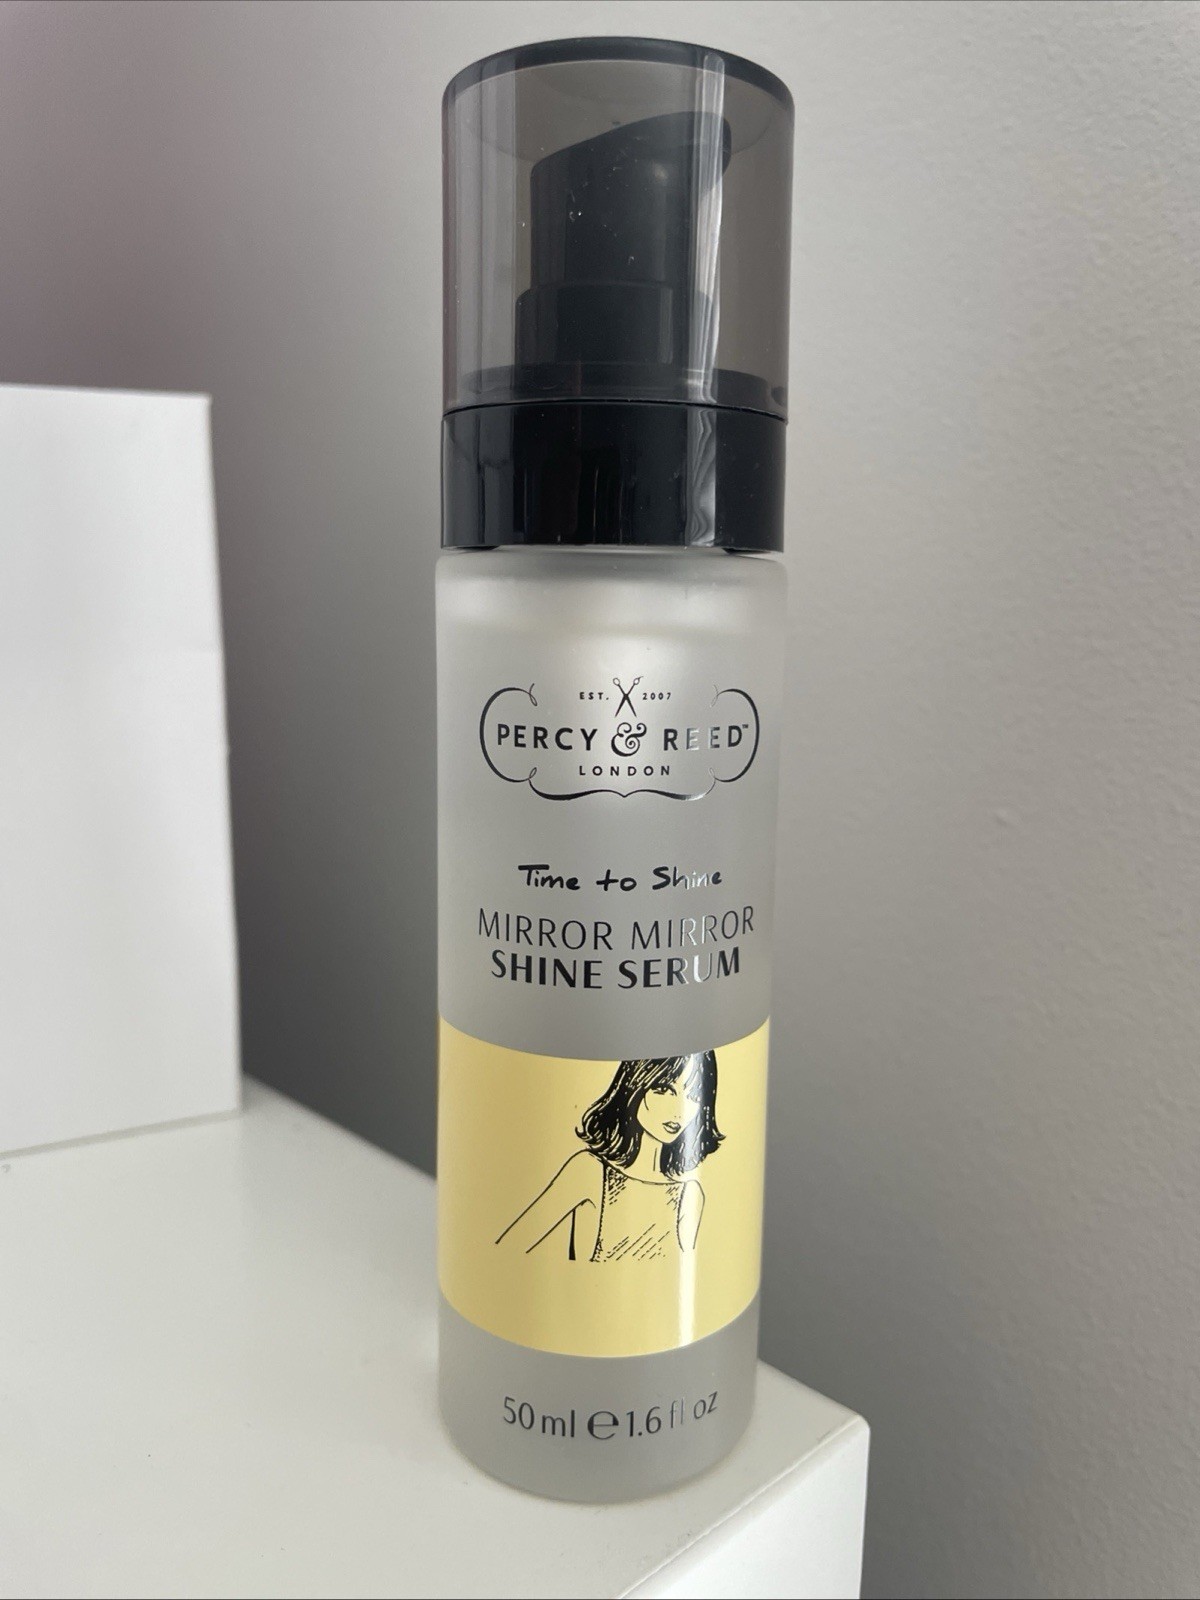 EST. 2007
PERCY & REED™
LONDON
Time to Shine
MIRROR MIRROR
SHINE SERUM
50 ml ℮ 1.6 fl oz